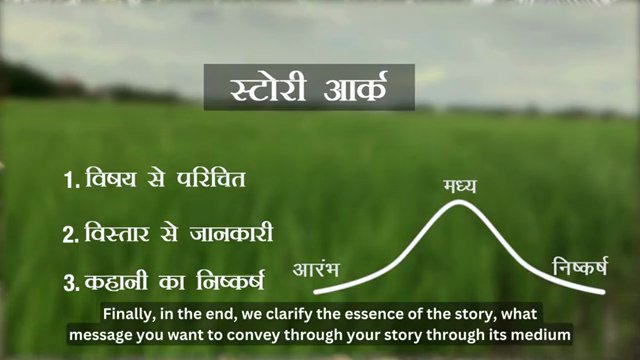 स्टोरी आर्क
1. विषय से परिचित
2. विस्तार से जानकारी
3. कहानी का निष्कर्ष
मध्य
आरंभ
निष्कर्ष
Finally, in the end, we clarify the essence of the story, what
message you want to convey through your story through its medium